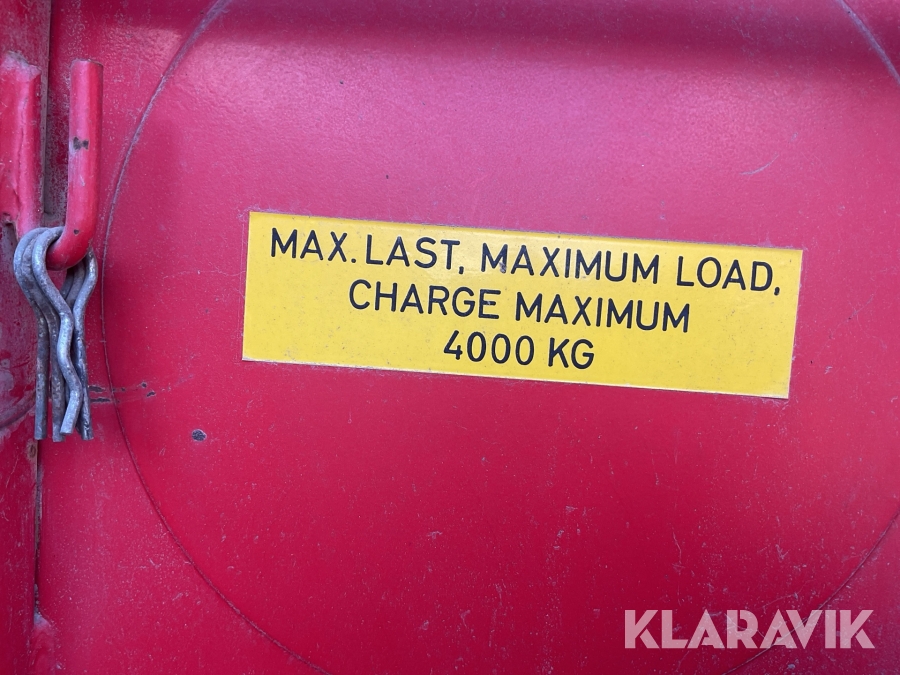 MAX. LAST, MAXIMUM LOAD,
CHARGE MAXIMUM
4000 KG
KLARAVIK